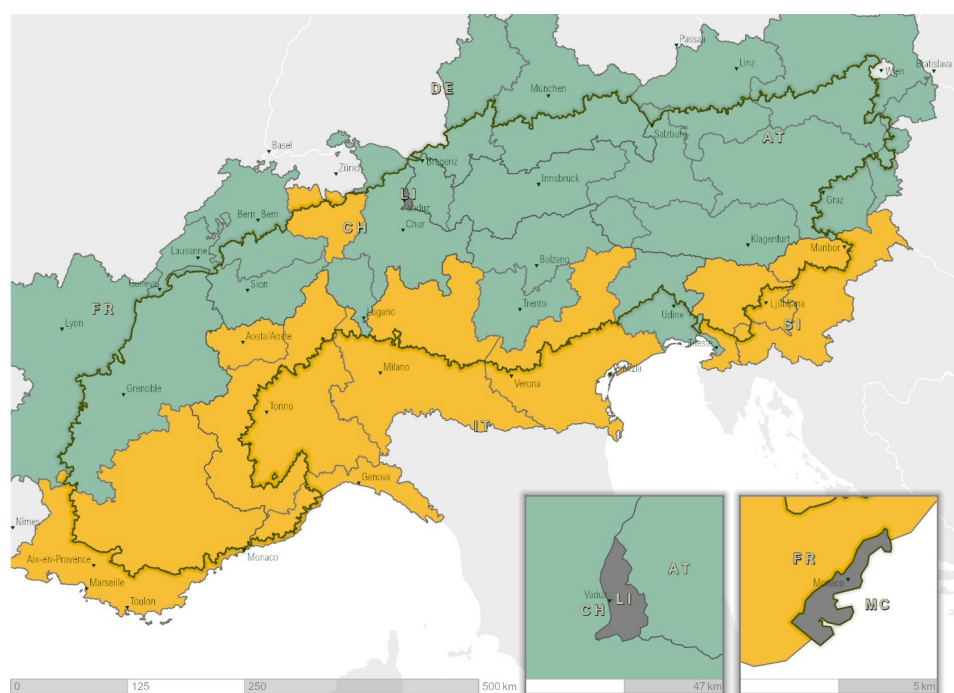 Passau
Linz
Wien
Bratislava
DE
München
Salzburg
AT
Basel
Zürich
Bregenz
LI
Vaduz
Innsbruck
Graz
Bern Bern
CH
Chur
Klagenfurt
Maribor
Lausanne
Genève
Sion
Bolzano
FR
Lyon
Lugano
Trento
Udine
Ljubljana
SI
Aosta/Aoste
Trieste
Milano
Verona
Venezia
Grenoble
Torino
IT
Genova
Nîmes
Monaco
Aix-en-Provence
Marseille
Toulon
AT
Vaduz
CH
LI
FR
Monaco
MC
0
125
250
500 km
47 km
5 km